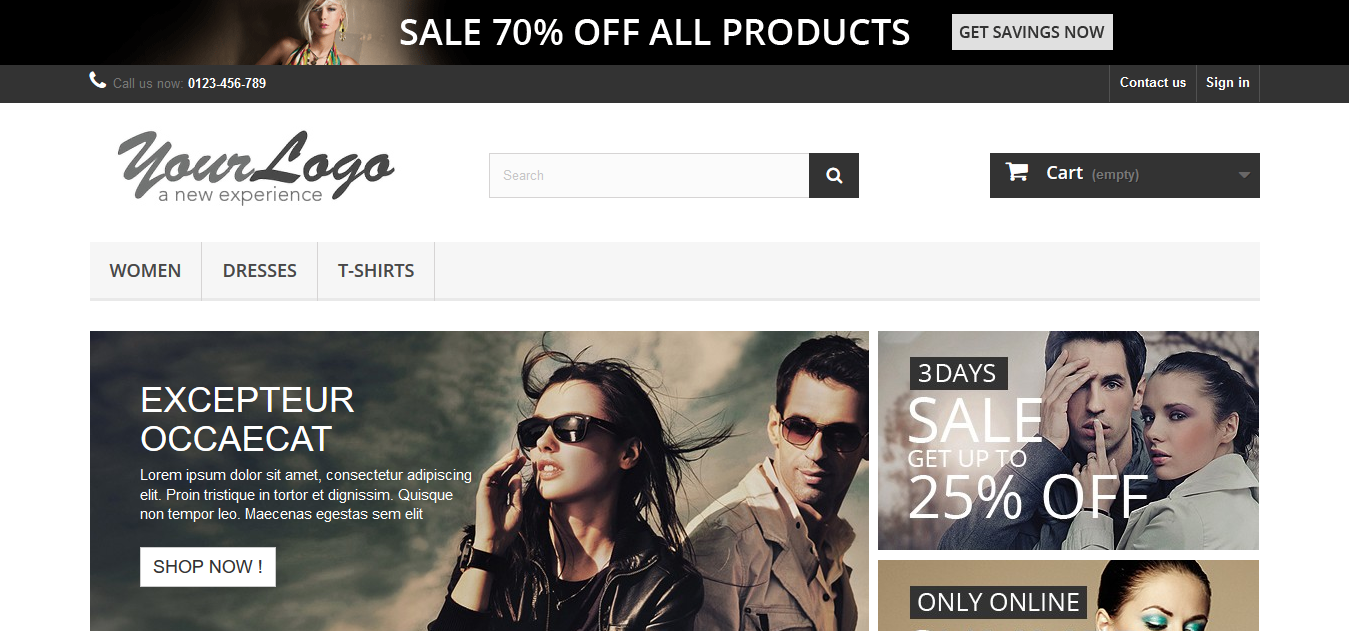 SALE 70% OFF ALL PRODUCTS GET SAVINGS NOW
Call us now: 0123-456-789 Contact us Sign in
YourLogo
a new experience
Search
Cart (empty)
WOMEN DRESSES T-SHIRTS
EXCEPTEUR
OCCAECAT
Lorem ipsum dolor sit amet, consectetur adipiscing
elit. Proin tristique in tortor et dignissim. Quisque
non tempor leo. Maecenas egestas sem elit
SHOP NOW !
3 DAYS
SALE
GET UP TO
25% OFF
ONLY ONLINE